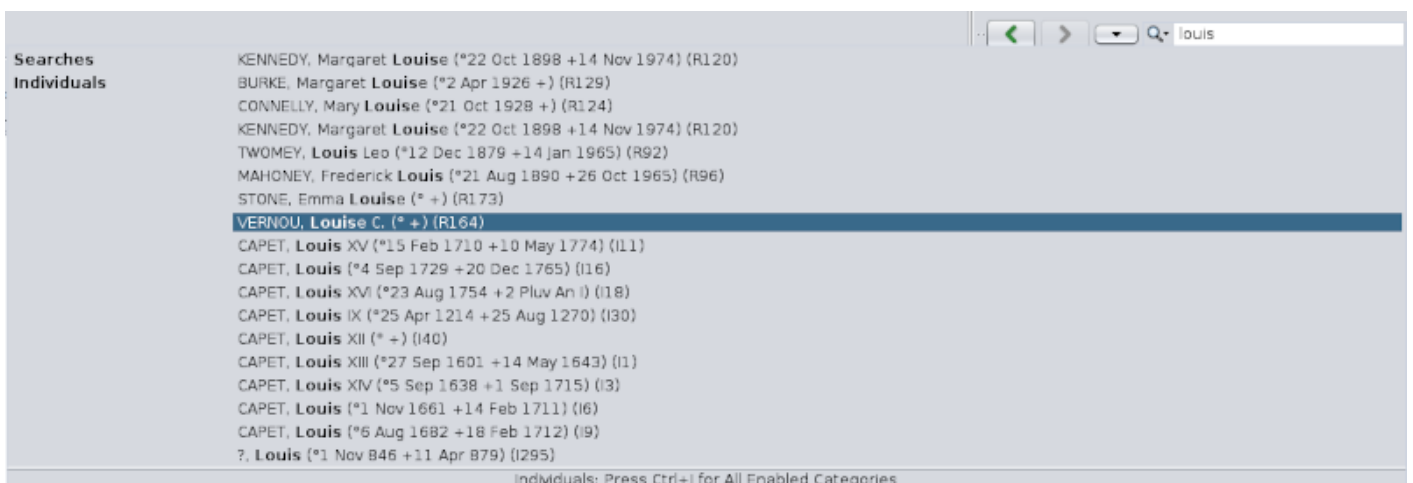 louis
Searches KENNEDY, Margaret Louise (°22 Oct 1898 +14 Nov 1974) (R120)
Individuals BURKE, Margaret Louise (°2 Apr 1926 +) (R129)
CONNELLY, Mary Louise (°21 Oct 1928 +) (R124)
KENNEDY, Margaret Louise (°22 Oct 1898 +14 Nov 1974) (R120)
TWOMEY, Louis Leo (°12 Dec 1879 +14 Jan 1965) (R92)
MAHONEY, Frederick Louis (°21 Aug 1890 +26 Oct 1965) (R96)
STONE, Emma Louise (° +) (R173)
VERNOU, Louise C. (° +) (R164)
CAPET, Louis XV (°15 Feb 1710 +10 May 1774) (I11)
CAPET, Louis (°4 Sep 1729 +20 Dec 1765) (I16)
CAPET, Louis XVI (°23 Aug 1754 +2 Pluv An I) (I18)
CAPET, Louis IX (°25 Apr 1214 +25 Aug 1270) (I30)
CAPET, Louis XII (° +) (I40)
CAPET, Louis XIII (°27 Sep 1601 +14 May 1643) (I1)
CAPET, Louis XIV (°5 Sep 1638 +1 Sep 1715) (I3)
CAPET, Louis (°1 Nov 1661 +14 Feb 1711) (I6)
CAPET, Louis (°6 Aug 1682 +18 Feb 1712) (I9)
?, Louis (°1 Nov 846 +11 Apr 879) (I295)
Individuals: Press Ctrl+I for All Enabled Categories